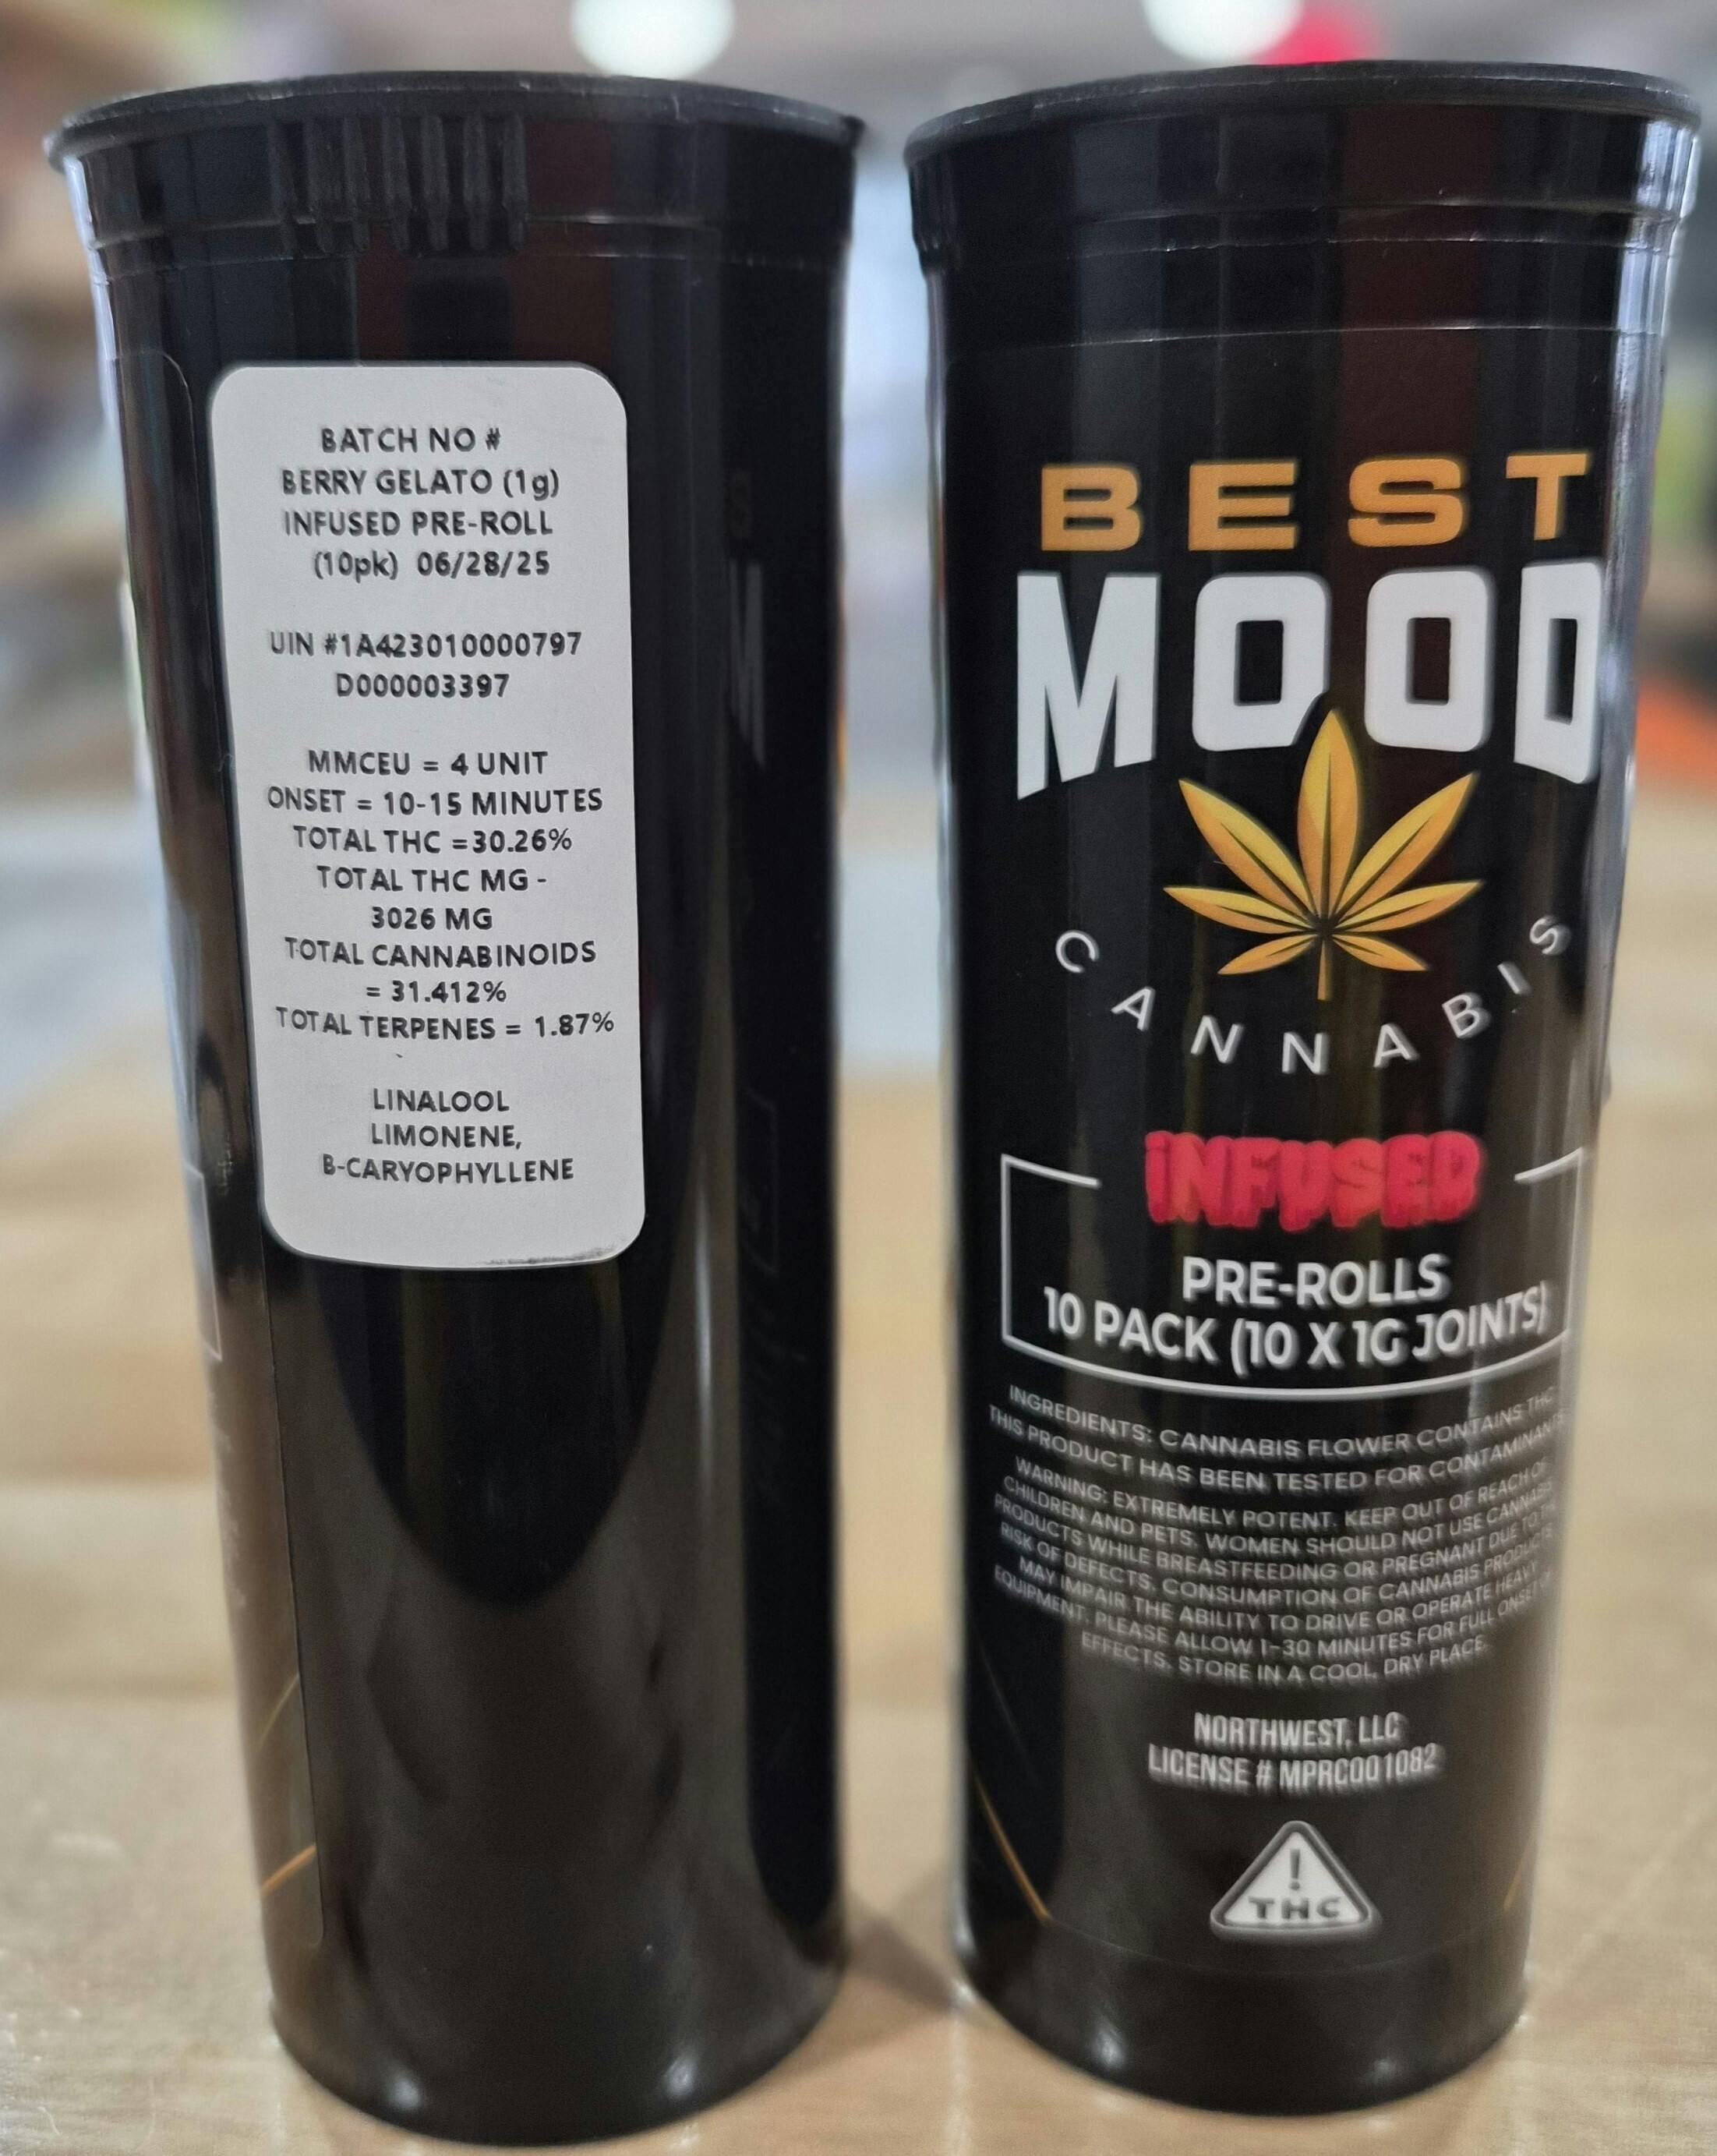 BATCH NO #
BERRY GELATO (1g)
INFUSED PRE-ROLL
(10pk) 06/28/25
UIN #1A423010000797
D000003397
MMCEU = 4 UNIT
ONSET = 10-15 MINUTES
TOTAL THC =30.26%
TOTAL THC MG -
3026 MG
TOTAL CANNABINOIDS
= 31.412%
TOTAL TERPENES = 1.87%
LINALOOL
LIMONENE,
B-CARYOPHYLLENE
BEST
MOOD
CANNABIS
iNFUSED
PRE-ROLLS
10 PACK (10 X 1G JOINTS)
INGREDIENTS: CANNABIS FLOWER CONTAINS THC
THIS PRODUCT HAS BEEN TESTED FOR CONTAMINANTS
WARNING: EXTREMELY POTENT. KEEP OUT OF REACH OF
CHILDREN AND PETS. WOMEN SHOULD NOT USE CANNABIS
PRODUCTS WHILE BREASTFEEDING OR PREGNANT DUE TO THE
RISK OF DEFECTS. CONSUMPTION OF CANNABIS PRODUCTS
MAY IMPAIR THE ABILITY TO DRIVE OR OPERATE HEAVY
EQUIPMENT. PLEASE ALLOW 1-30 MINUTES FOR FULL ONSET OF
EFFECTS. STORE IN A COOL, DRY PLACE.
NORTHWEST, LLC
LICENSE # MPRC001082
!
THC